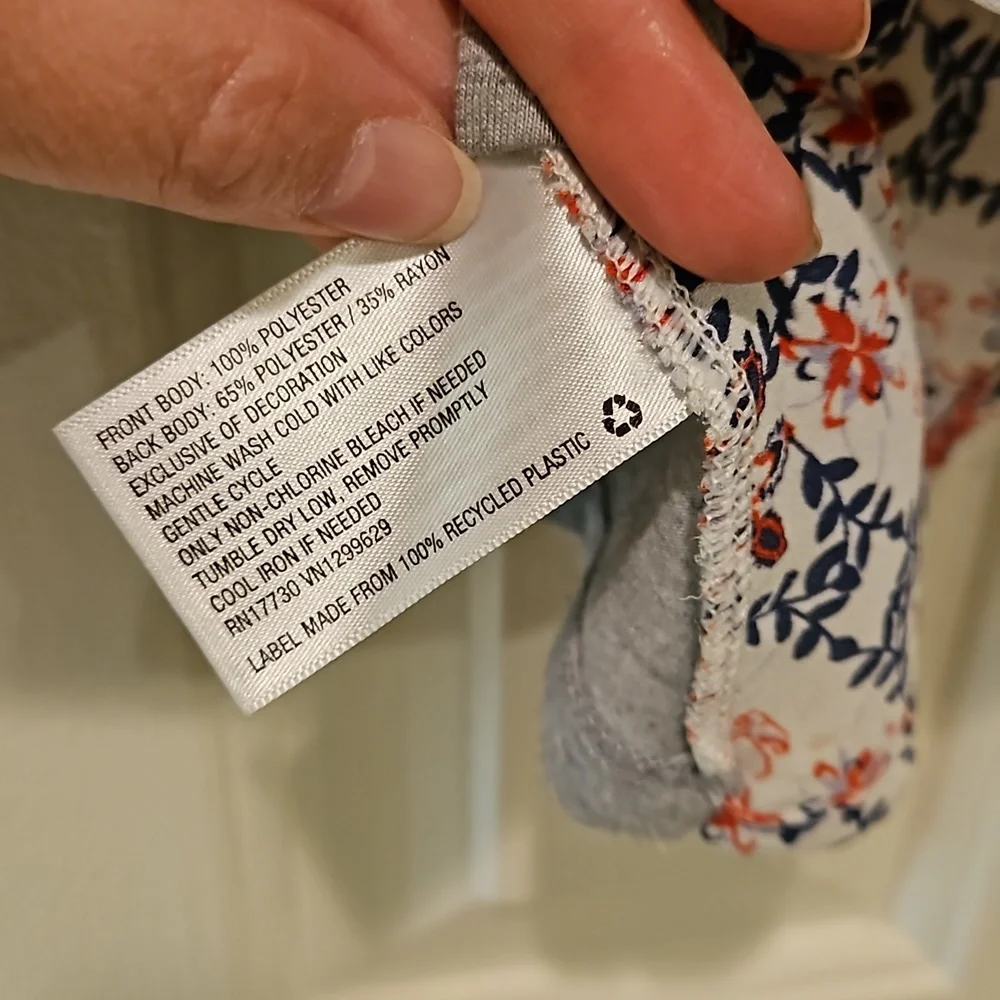 FRONT BODY: 100% POLYESTER
BACK BODY: 65% POLYESTER / 35% RAYON
EXCLUSIVE OF DECORATION
MACHINE WASH COLD WITH LIKE COLORS
GENTLE CYCLE
ONLY NON-CHLORINE BLEACH IF NEEDED
TUMBLE DRY LOW, REMOVE PROMPTLY
COOL IRON IF NEEDED
RN17730 VN1299629
LABEL MADE FROM 100% RECYCLED PLASTIC